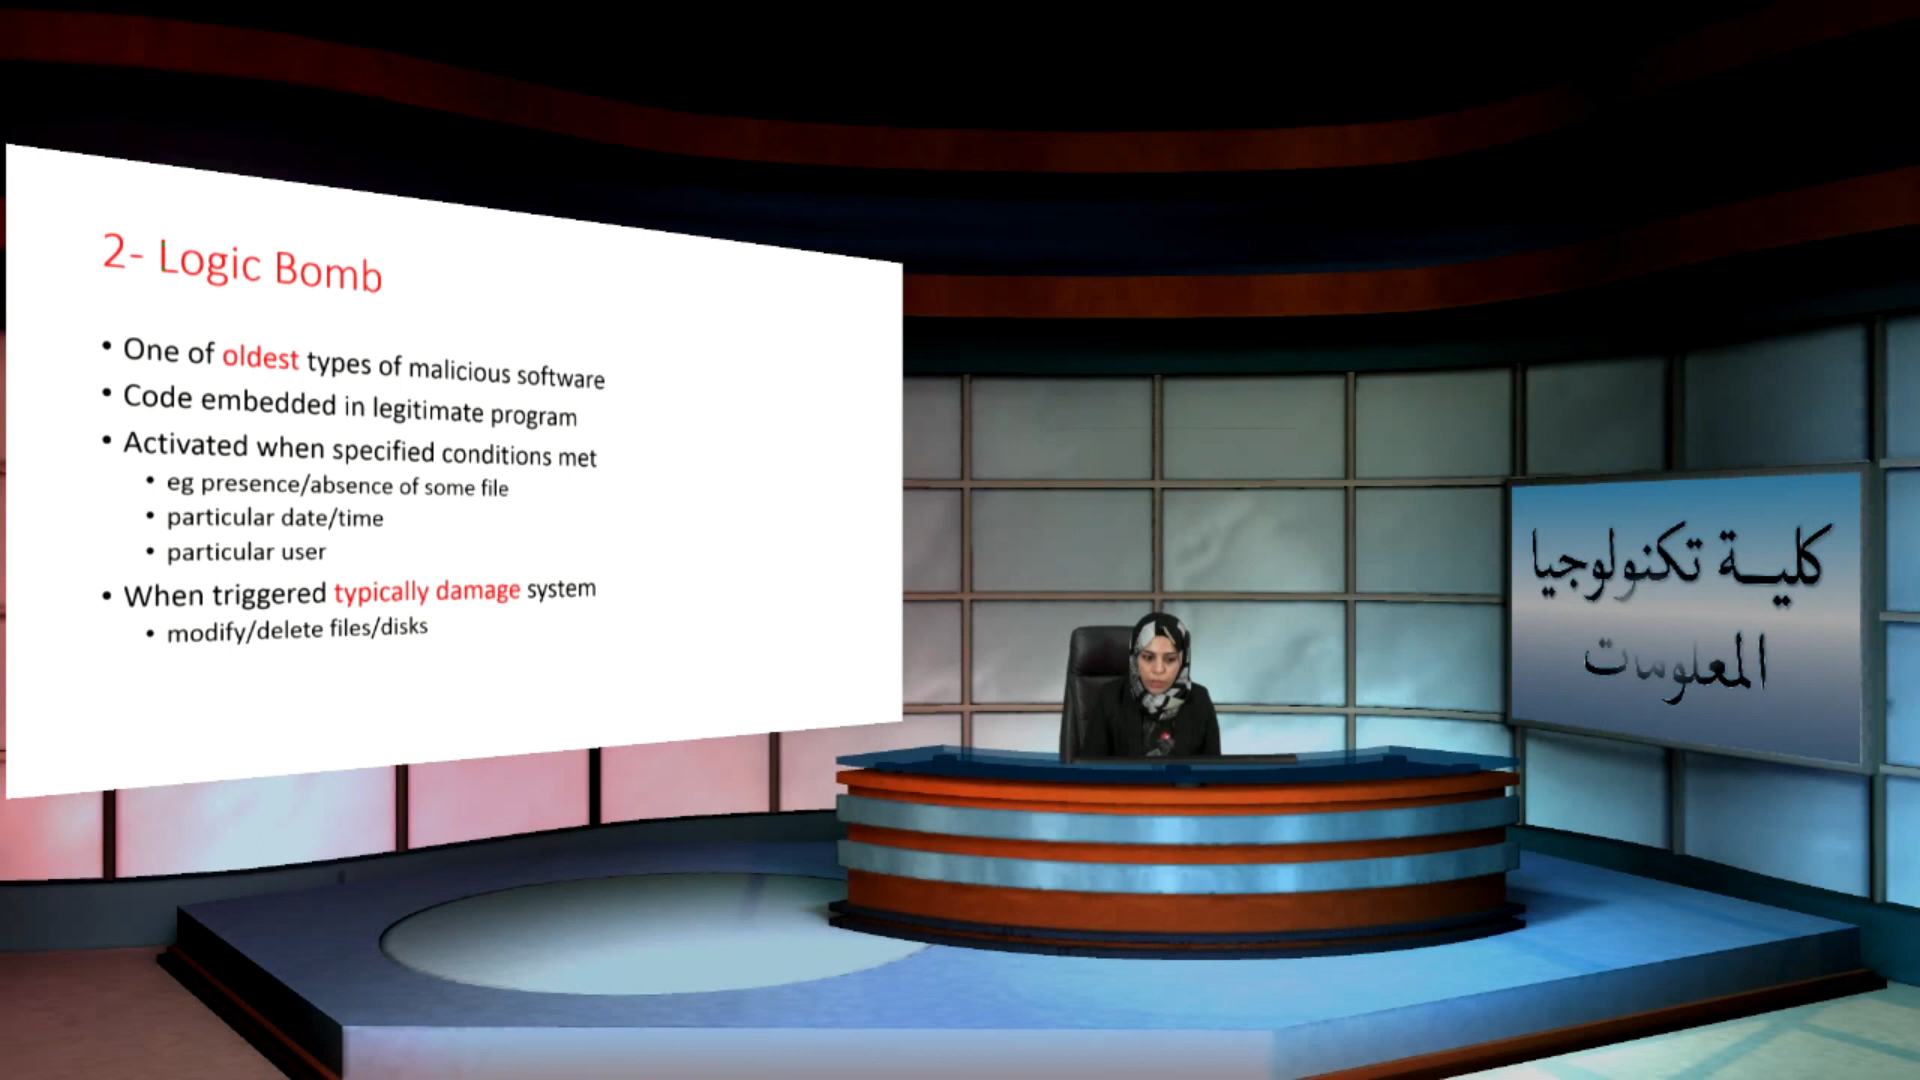 2- Logic Bomb
• One of oldest types of malicious software
• Code embedded in legitimate program
• Activated when specified conditions met
• eg presence/absence of some file
• particular date/time
• particular user
• When triggered typically damage system
• modify/delete files/disks
كليـــة تكنولوجيا
المعلومات